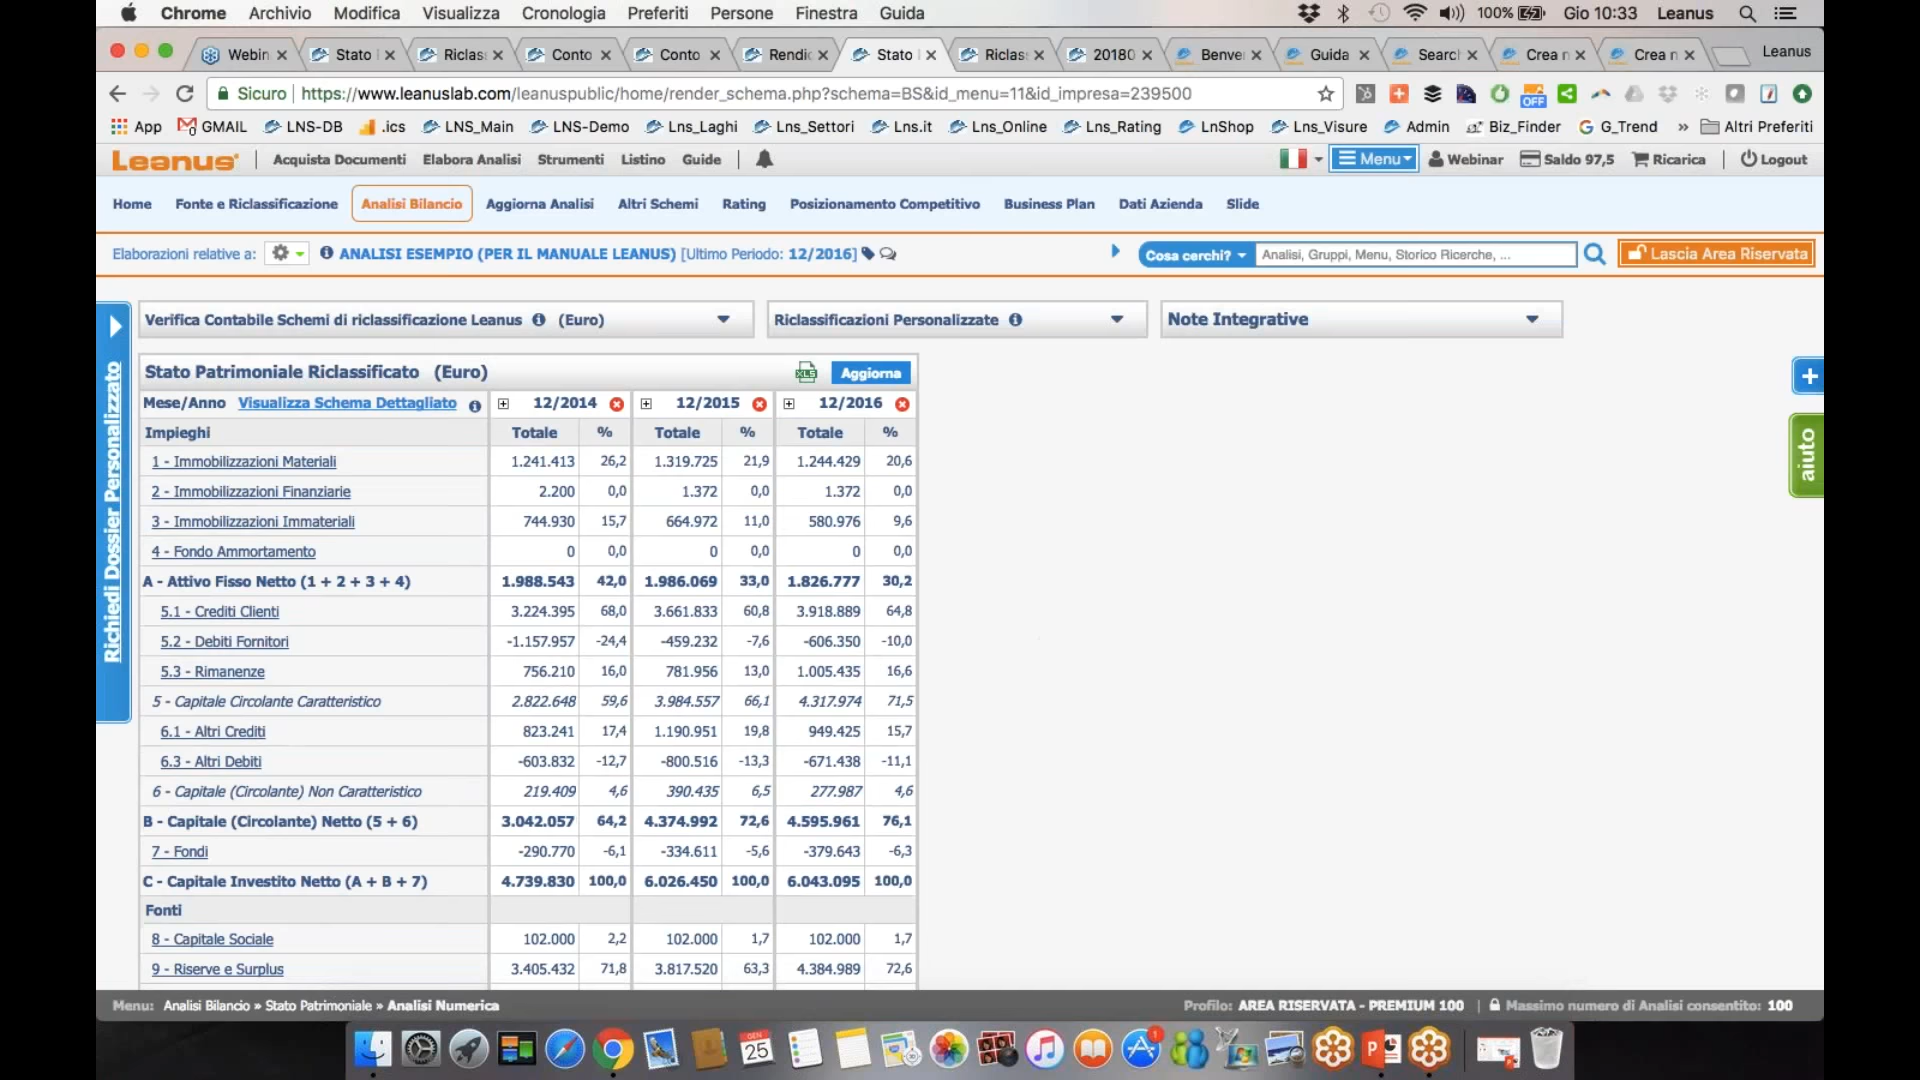 Chrome Archivio Modifica Visualizza Cronologia Preferiti Persone Finestra Guida 100% Gio 10:33 Leanus
Webin Stato Riclas Conto Conto Rendic Stato Riclas 20180 Benve Guida Search Crea n Crea n Leanus
Sicuro https://www.leanuslab.com/leanuspublic/home/render_schema.php?schema=BS&id_menu=11&id_impresa=239500 OFF
App GMAIL LNS-DB .ics LNS_Main LNS-Demo Lns_Laghi Lns_Settori Lns.it Lns_Online Lns_Rating LnShop Lns_Visure Admin Biz_Finder G_Trend » Altri Preferiti
Leanus Acquista Documenti Elabora Analisi Strumenti Listino Guide Menu Webinar Saldo 97,5 Ricarica Logout
Home Fonte e Riclassificazione Analisi Bilancio Aggiorna Analisi Altri Schemi Rating Posizionamento Competitivo Business Plan Dati Azienda Slide
Elaborazioni relative a: ANALISI ESEMPIO (PER IL MANUALE LEANUS) [Ultimo Periodo: 12/2016] Cosa cerchi? Analisi, Gruppi, Menu, Storico Ricerche, ... Lascia Area Riservata
Richiedi Dossier Personalizzato
Verifica Contabile Schemi di riclassificazione Leanus (Euro) Riclassificazioni Personalizzate Note Integrative
Stato Patrimoniale Riclassificato (Euro) XLS Aggiorna
Mese/Anno Visualizza Schema Dettagliato 12/2014 12/2015 12/2016
Impieghi Totale % Totale % Totale %
1 - Immobilizzazioni Materiali 1.241.413 26,2 1.319.725 21,9 1.244.429 20,6
2 - Immobilizzazioni Finanziarie 2.200 0,0 1.372 0,0 1.372 0,0
3 - Immobilizzazioni Immateriali 744.930 15,7 664.972 11,0 580.976 9,6
4 - Fondo Ammortamento 0 0,0 0 0,0 0 0,0
A - Attivo Fisso Netto (1 + 2 + 3 + 4) 1.988.543 42,0 1.986.069 33,0 1.826.777 30,2
5.1 - Crediti Clienti 3.224.395 68,0 3.661.833 60,8 3.918.889 64,8
5.2 - Debiti Fornitori -1.157.957 -24,4 -459.232 -7,6 -606.350 -10,0
5.3 - Rimanenze 756.210 16,0 781.956 13,0 1.005.435 16,6
5 - Capitale Circolante Caratteristico 2.822.648 59,6 3.984.557 66,1 4.317.974 71,5
6.1 - Altri Crediti 823.241 17,4 1.190.951 19,8 949.425 15,7
6.3 - Altri Debiti -603.832 -12,7 -800.516 -13,3 -671.438 -11,1
6 - Capitale (Circolante) Non Caratteristico 219.409 4,6 390.435 6,5 277.987 4,6
B - Capitale (Circolante) Netto (5 + 6) 3.042.057 64,2 4.374.992 72,6 4.595.961 76,1
7 - Fondi -290.770 -6,1 -334.611 -5,6 -379.643 -6,3
C - Capitale Investito Netto (A + B + 7) 4.739.830 100,0 6.026.450 100,0 6.043.095 100,0
Fonti
8 - Capitale Sociale 102.000 2,2 102.000 1,7 102.000 1,7
9 - Riserve e Surplus 3.405.432 71,8 3.817.520 63,3 4.384.989 72,6
aiuto
Menu: Analisi Bilancio » Stato Patrimoniale » Analisi Numerica Profilo: AREA RISERVATA - PREMIUM 100 | Massimo numero di Analisi consentito: 100
GEN
25
1
P